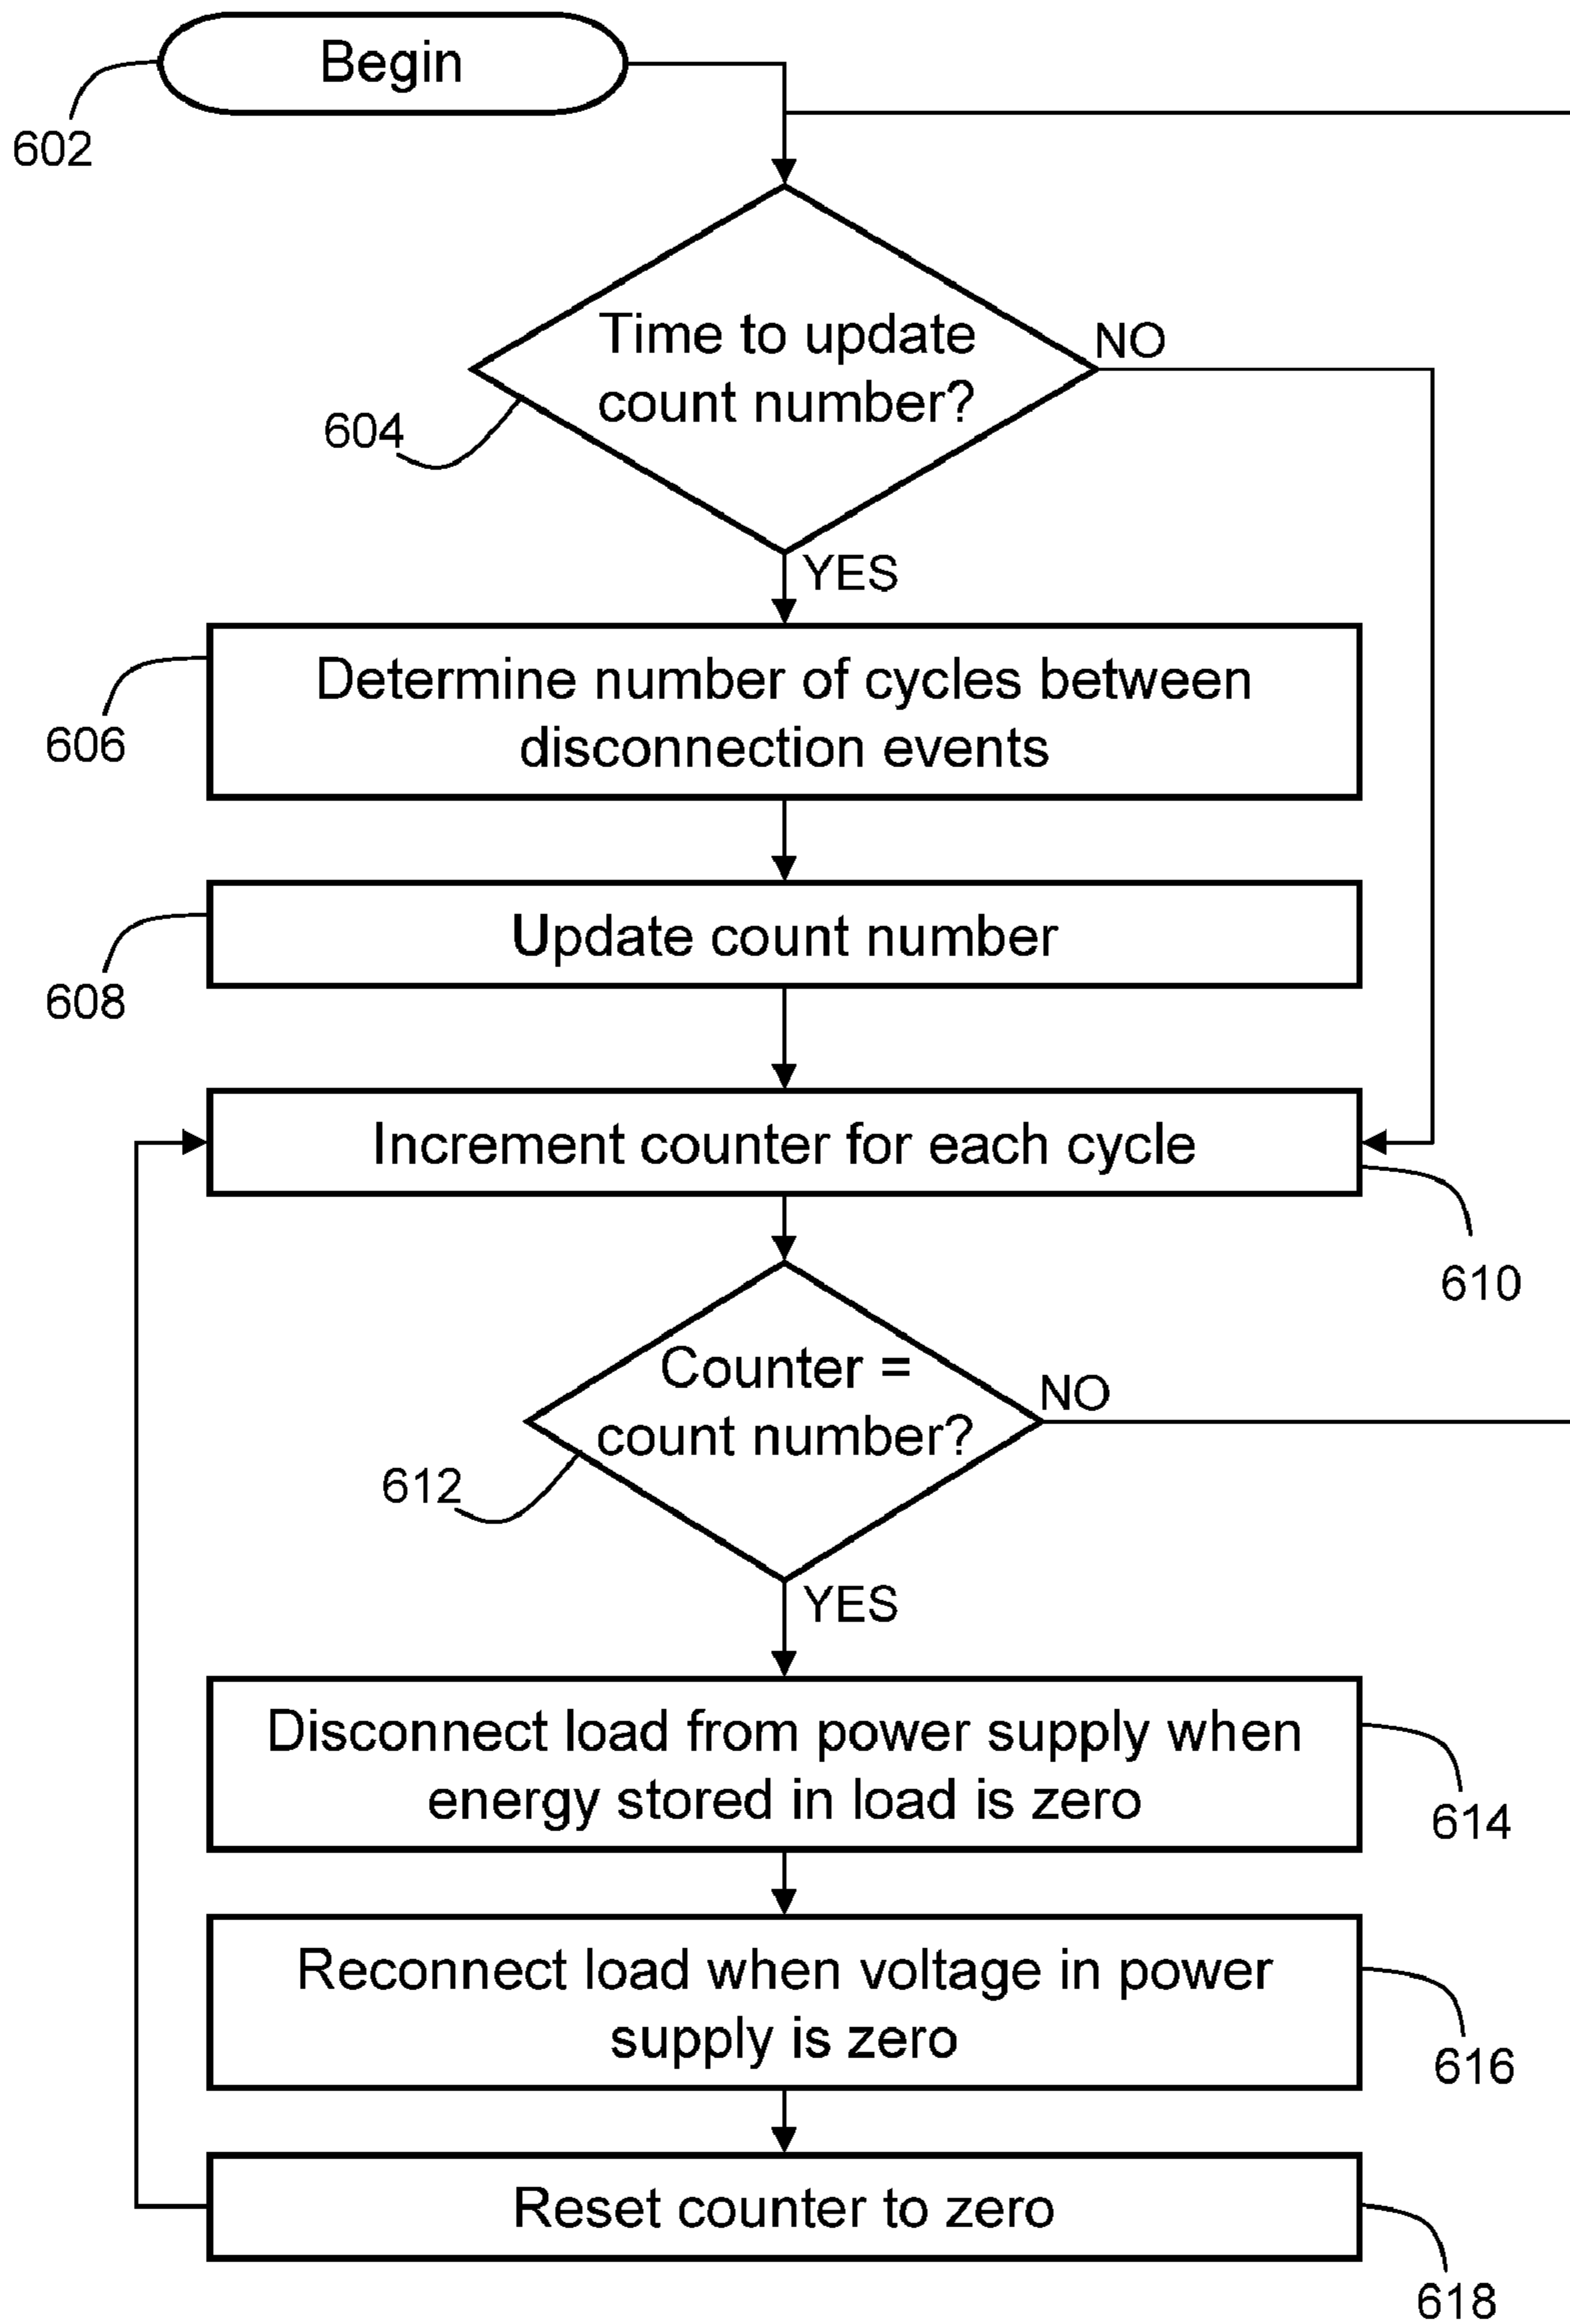 Begin
602
Time to update
count number?
NO
604
YES
Determine number of cycles between
disconnection events
606
Update count number
608
Increment counter for each cycle
610
Counter =
count number?
NO
612
YES
Disconnect load from power supply when
energy stored in load is zero
614
Reconnect load when voltage in power
supply is zero
616
Reset counter to zero
618